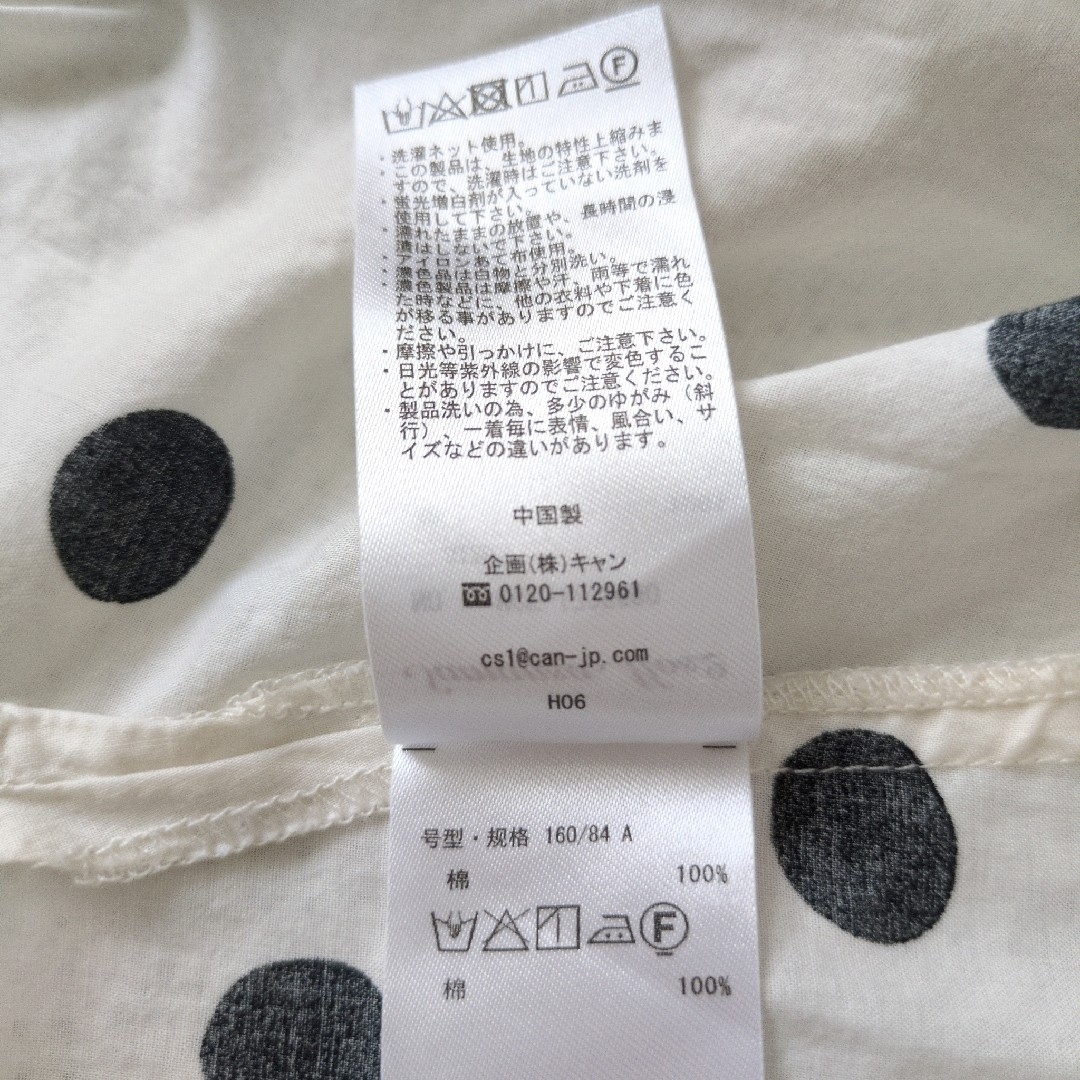 F
・洗濯ネット使用。
・この製品は、生地の特性上縮みま
すので、洗濯時はご注意下さい。
・蛍光増白剤が入っていない洗剤を
使用して下さい。
・濡れたままの放置や、長時間の浸
漬はしないで下さい。
・アイロンあて布使用。
・濃色品は白物と分別洗い。
・濃色製品は摩擦や汗、雨等で濡れ
た時などに、他の衣料や下着に色
が移る事がありますのでご注意く
ださい。
・摩擦や引っかけに、ご注意下さい。
・日光等紫外線の影響で変色するこ
とがありますのでご注意ください。
・製品洗いの為、多少のゆがみ（斜
行）、一着毎に表情、風合い、サ
イズなどの違いがあります。
中国製
企画(株)キャン
0120-112961
cs1@can-jp.com
H06
号型・规格 160/84 A
棉 100%
F
棉 100%